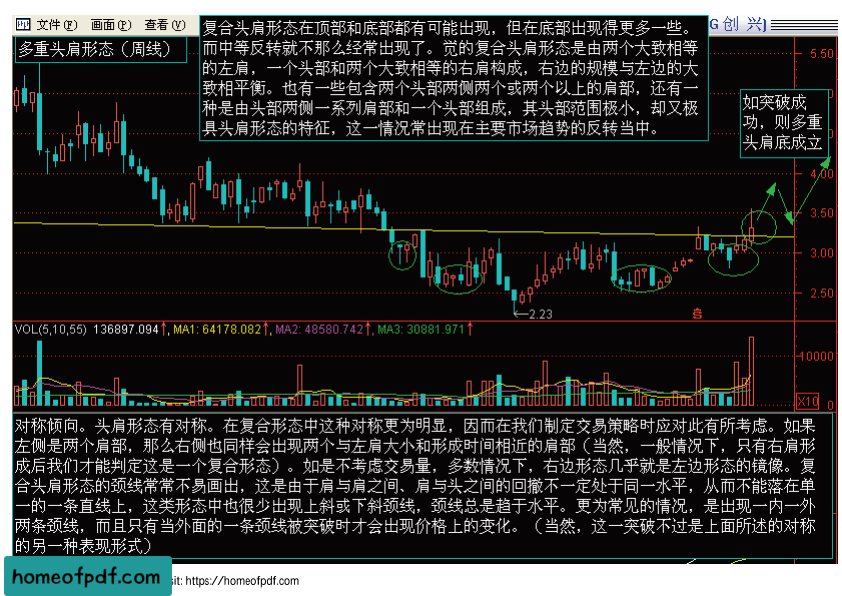 文件(F) 画面(P) 查看(V)
G 创 兴)
多重头肩形态（周线）
复合头肩形态在顶部和底部都有可能出现，但在底部出现得更多一些。
而中等反转就不那么经常出现了。宽的复合头肩形态是由两个大致相等
的左肩，一个头部和两个大致相等的右肩构成，右边的规模与左边的大
致相平衡。也有一些包含两个头部两侧两个或两个以上的肩部，还有一
种是由头部两侧一系列肩部和一个头部组成，其头部范围极小，却又极
具头肩形态的特征，这一情况常出现在主要市场趋势的反转当中。
如突破成
功，则多重
头肩底成立
5.50
4.00
3.50
3.00
2.50
2.23
VOL(5,10,55) 136897.094↑, MA1: 64178.082↑, MA2: 48580.742↑, MA3: 30881.971↑
10000
X10
0
对称倾向。头肩形态有对称。在复合形态中这种对称更为明显，因而在我们制定交易策略时应对此有所考虑。如果
左侧是两个肩部，那么右侧也同样会出现两个与左肩大小和形成时间相近的肩部（当然，一般情况下，只有右肩形
成后我们才能判定这是一个复合形态）。如是不考虑交易量，多数情况下，右边形态几乎就是左边形态的镜像。复
合头肩形态的颈线常常不易画出，这是由于肩与肩之间、肩与头之间的回撤不一定处于同一水平，从而不能落在单
一的一条直线上，这类形态中也很少出现上斜或下斜颈线，颈线总是趋于水平。更为常见的情况，是出现一内一外
两条颈线，而且只有当外面的一条颈线被突破时才会出现价格上的变化。（当然，这一突破不过是上面所述的对称
的另一种表现形式）
homeofpdf.com
sit: https://homeofpdf.com